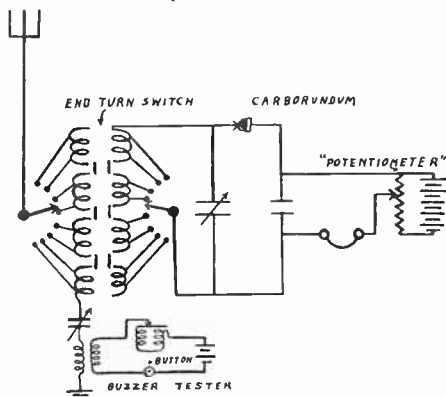 END TURN SWITCH
CARBORUNDUM
"POTENTIOMETER"
BUTTON
BUZZER TESTER